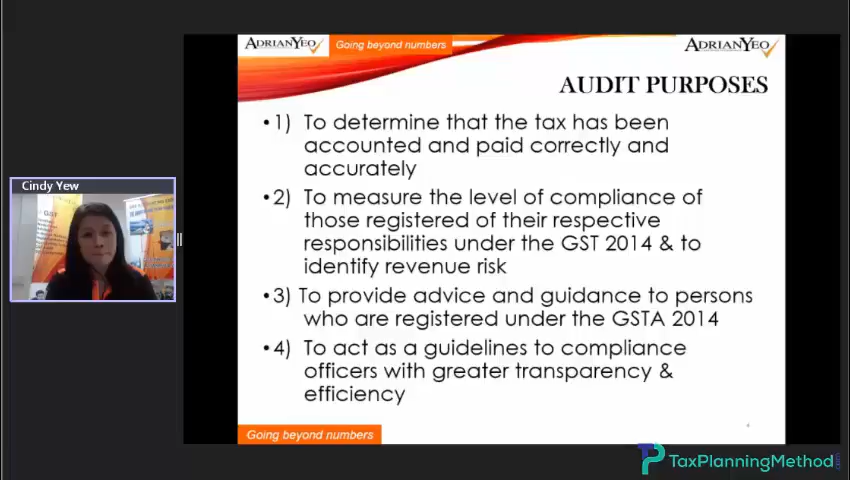 ADRIANYEO
Going beyond numbers
ADRIANYEO
AUDIT PURPOSES
Cindy Yew
• 1) To determine that the tax has been
accounted and paid correctly and
accurately
• 2) To measure the level of compliance of
those registered of their respective
responsibilities under the GST 2014 & to
identify revenue risk
• 3) To provide advice and guidance to persons
who are registered under the GSTA 2014
• 4) To act as a guidelines to compliance
officers with greater transparency &
efficiency
Going beyond numbers
TaxPlanningMethod